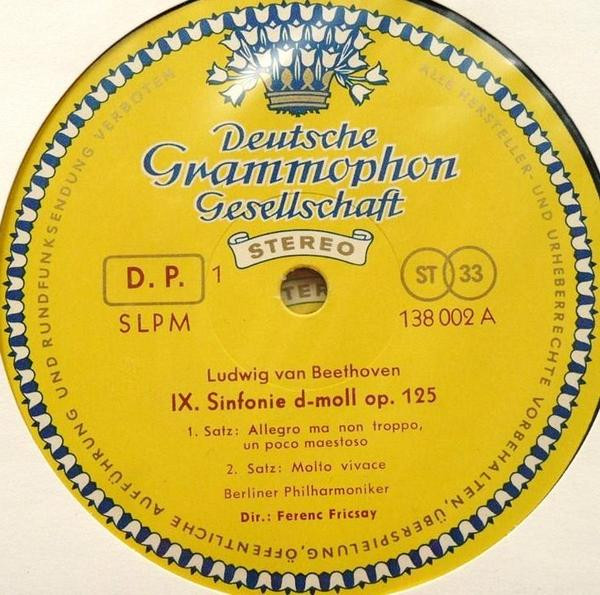 Deutsche
Grammophon
Gesellschaft
STEREO
D. P. 1
ST 33
TER
SLPM
138 002 A
Ludwig van Beethoven
IX. Sinfonie d-moll op. 125
1. Satz: Allegro ma non troppo,
un poco maestoso
2. Satz: Molto vivace
Berliner Philharmoniker
Dir.: Ferenc Fricsay
ALLE HERSTELLER- UND URHEBERRECHTE VORBEHALTEN, ÜBERSPIELUNG, ÖFFENTLICHE AUFFÜHRUNG UND RUNDFUNKSENDUNG VERBOTEN